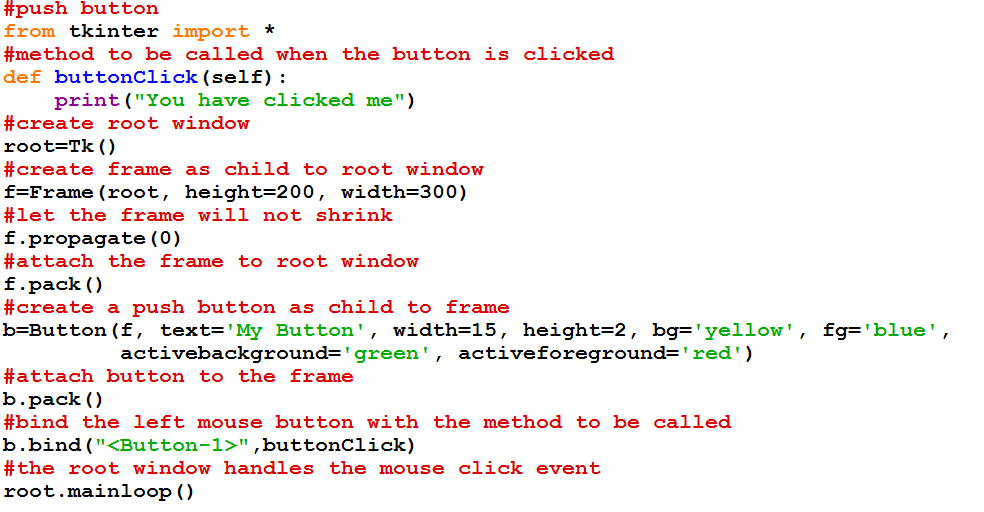 #push button
from tkinter import *
#method to be called when the button is clicked
def buttonClick(self):
    print("You have clicked me")
#create root window
root=Tk()
#create frame as child to root window
f=Frame(root, height=200, width=300)
#let the frame will not shrink
f.propagate(0)
#attach the frame to root window
f.pack()
#create a push button as child to frame
b=Button(f, text='My Button', width=15, height=2, bg='yellow', fg='blue',
         activebackground='green', activeforeground='red')
#attach button to the frame
b.pack()
#bind the left mouse button with the method to be called
b.bind("<Button-1>",buttonClick)
#the root window handles the mouse click event
root.mainloop()